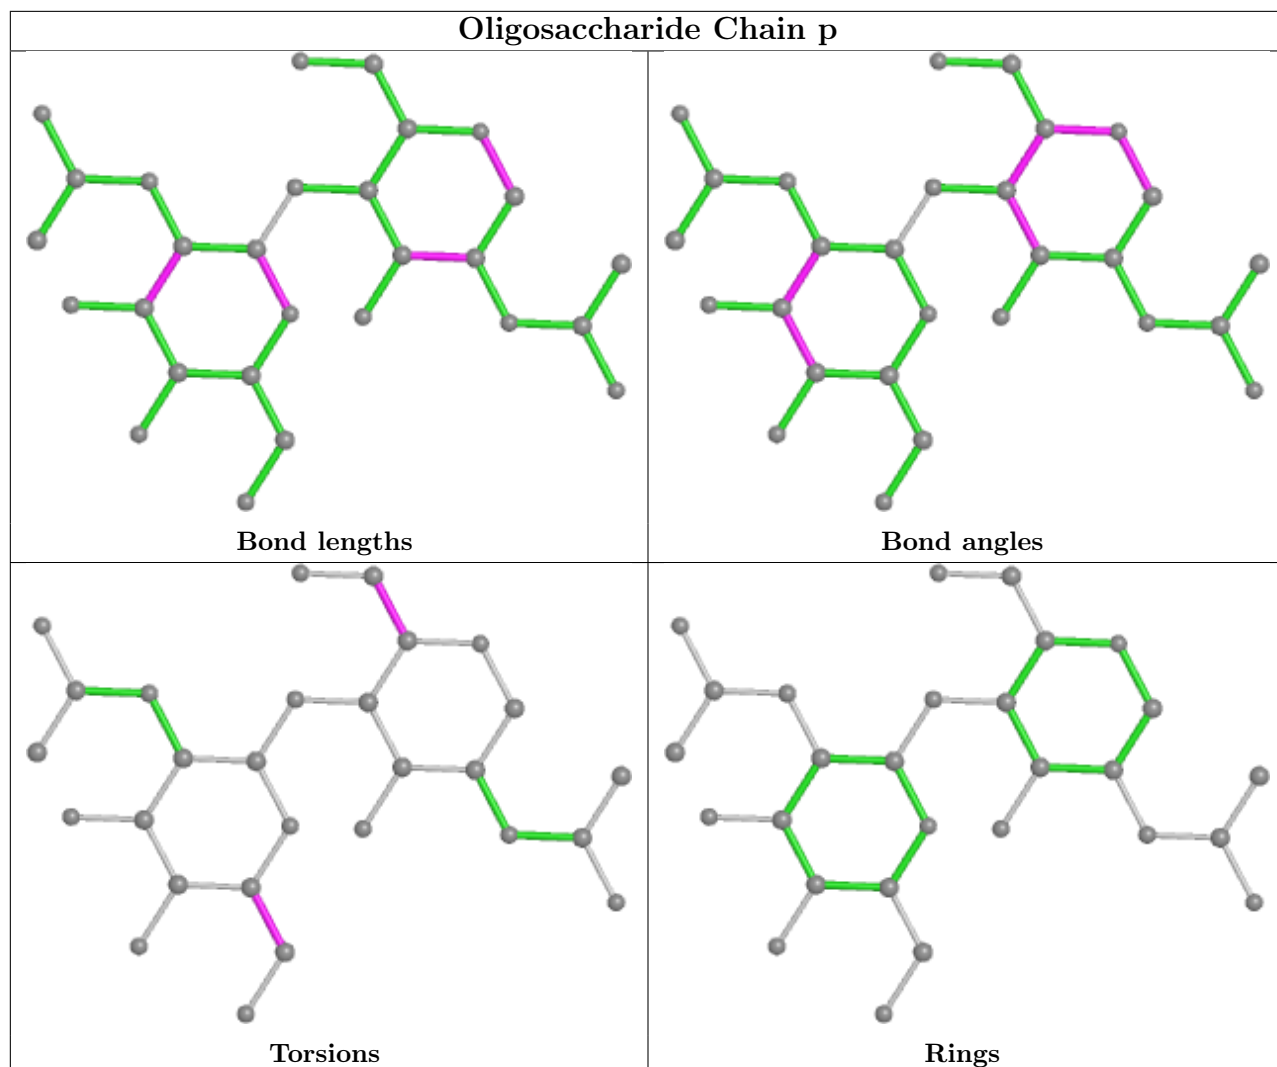 Oligosaccharide Chain p
Bond lengths
Bond angles
Torsions
Rings